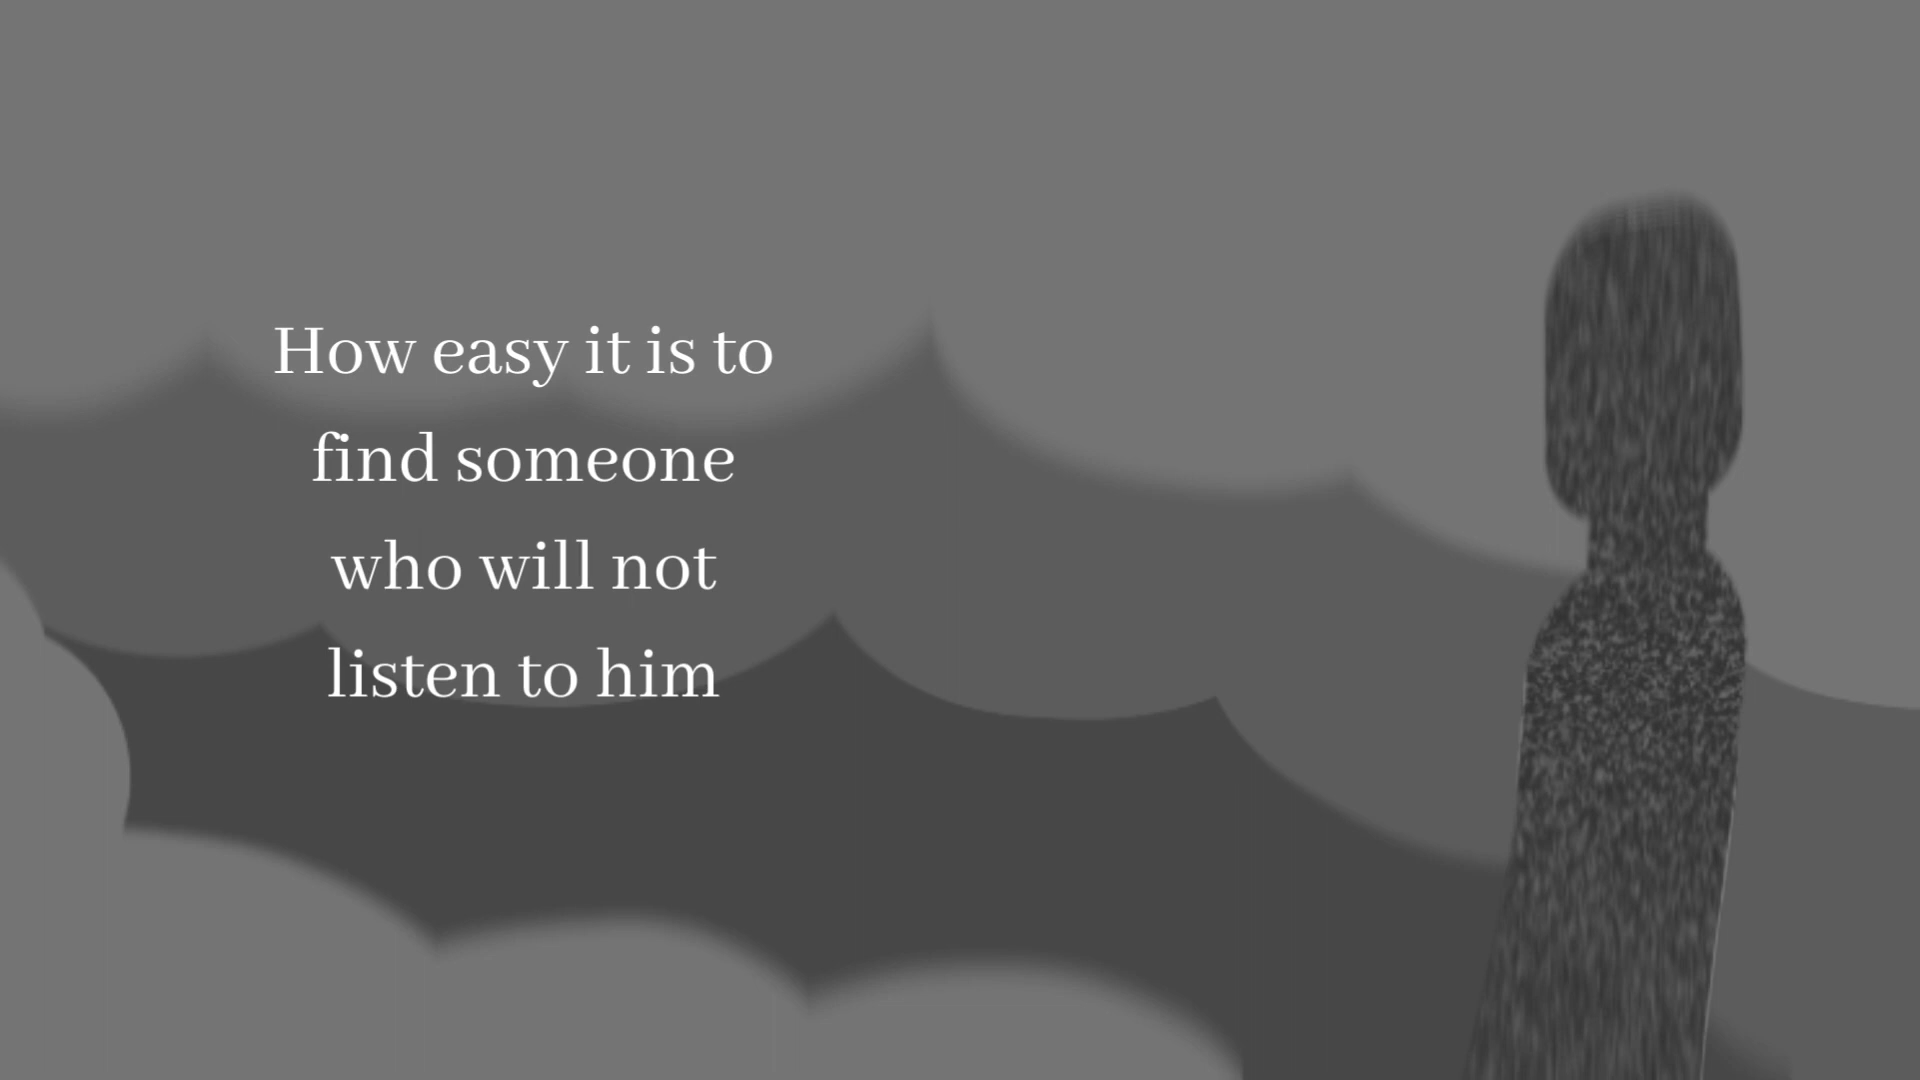 How easy it is to
find someone
who will not
listen to him